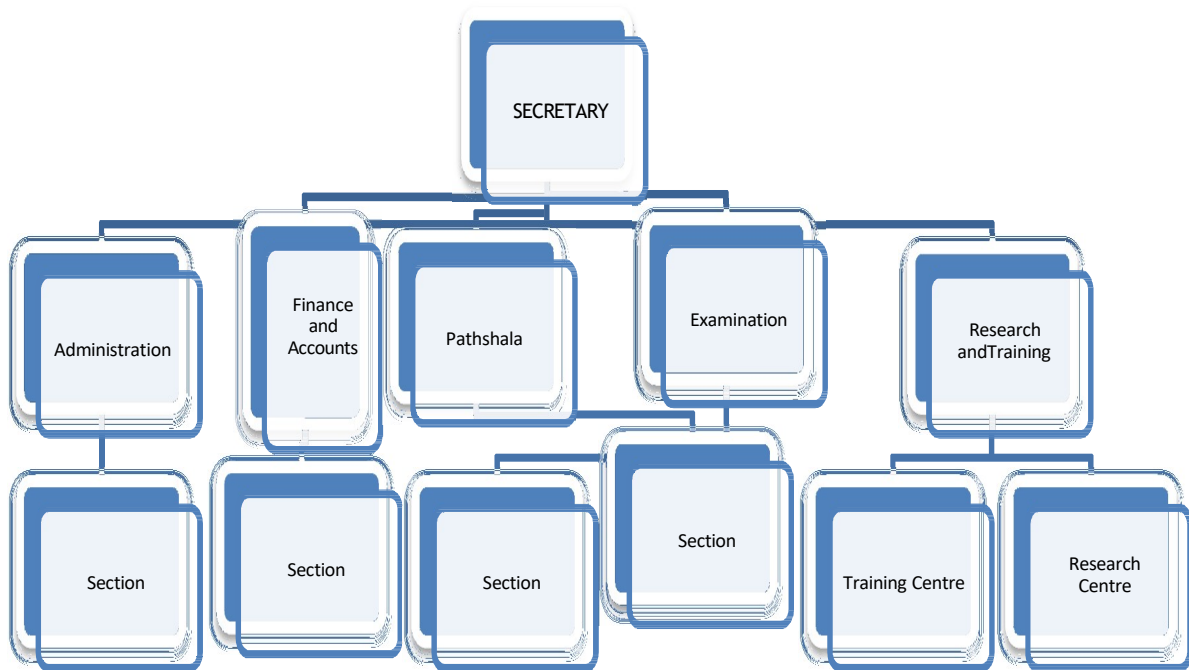 SECRETARY
Administration
Finance
and
Accounts
Pathshala
Examination
Research
andTraining
Section
Section
Section
Section
Training Centre
Research
Centre